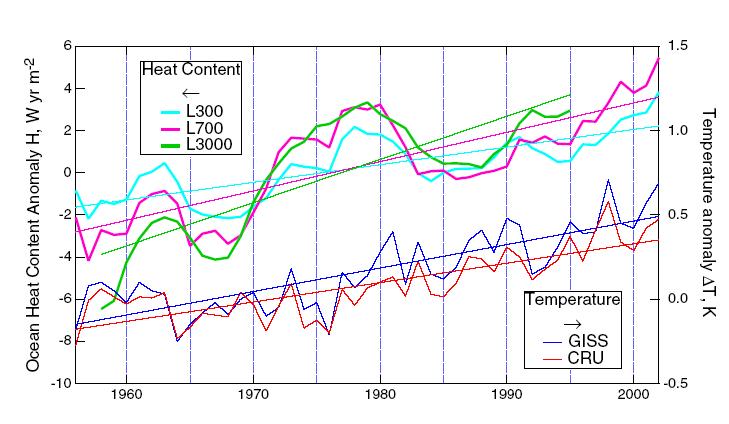 Ocean Heat Content Anomaly H, W yr m-2
6
4
2
0
-2
-4
-6
-8
-10
Heat Content
←
L300
L700
L3000
Temperature
→
GISS
CRU
1.5
1.0
0.5
0.0
-0.5
Temperature anomaly ΔT, K
1960
1970
1980
1990
2000